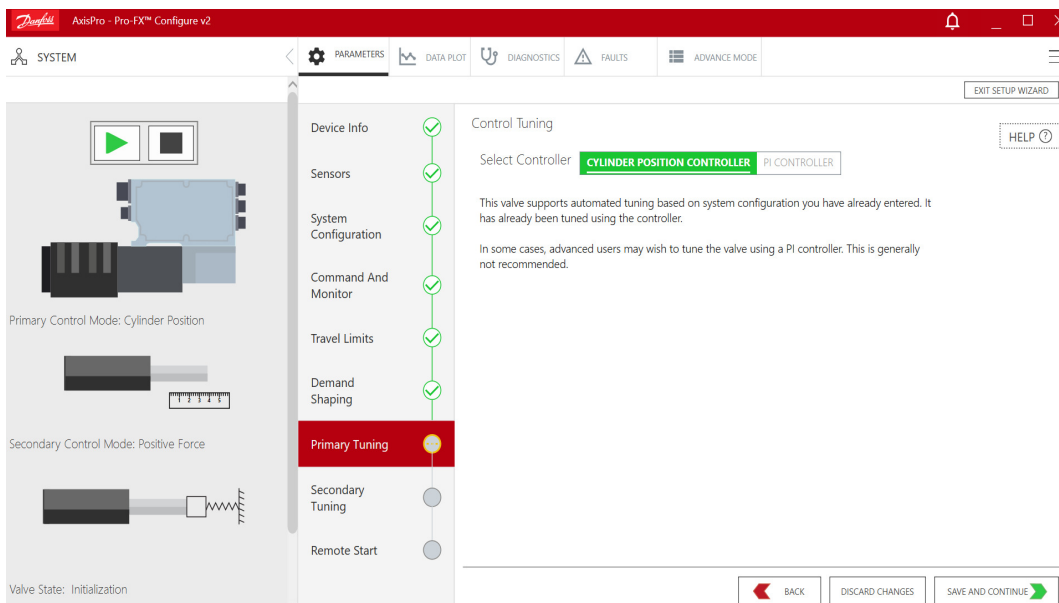 Danfoss AxisPro - Pro-FX™ Configure v2
SYSTEM
PARAMETERS
DATA PLOT
DIAGNOSTICS
FAULTS
ADVANCE MODE
EXIT SETUP WIZARD
Primary Control Mode: Cylinder Position
1 2 3 4 5
Secondary Control Mode: Positive Force
Valve State: Initialization
Device Info
Sensors
System
Configuration
Command And
Monitor
Travel Limits
Demand
Shaping
Primary Tuning
Secondary
Tuning
Remote Start
Control Tuning
HELP ?
Select Controller CYLINDER POSITION CONTROLLER PI CONTROLLER
This valve supports automated tuning based on system configuration you have already entered. It
has already been tuned using the controller.
In some cases, advanced users may wish to tune the valve using a PI controller. This is generally
not recommended.
BACK
DISCARD CHANGES
SAVE AND CONTINUE